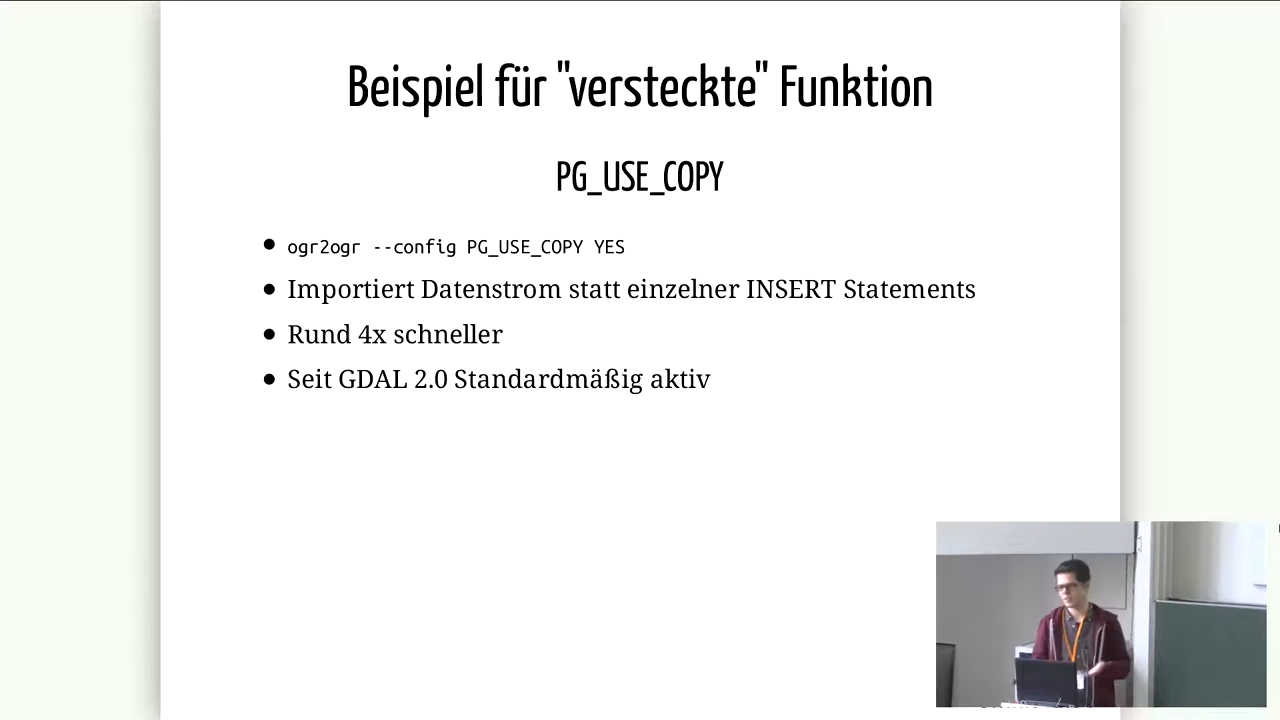 Beispiel für "versteckte" Funktion
PG_USE_COPY
ogr2ogr --config PG_USE_COPY YES
Importiert Datenstrom statt einzelner INSERT Statements
Rund 4x schneller
Seit GDAL 2.0 Standardmäßig aktiv